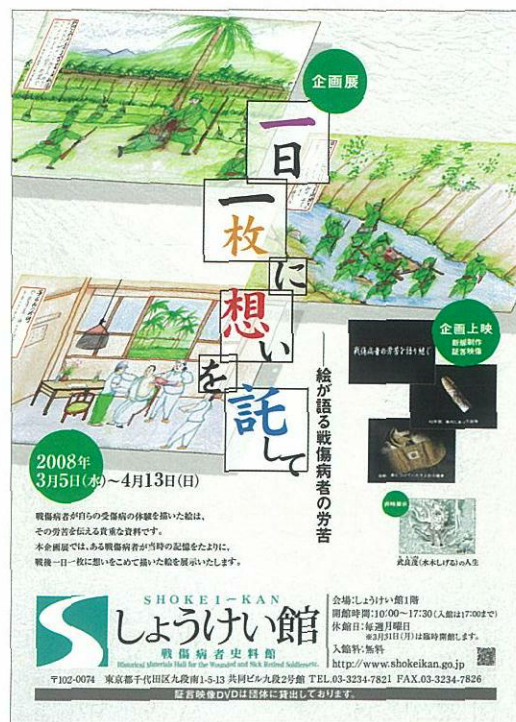 企画展
一日一枚に想いを託して
――絵が語る戦傷病者の労苦
企画上映
新規制作
証言映像
戦傷病者の労苦を語り継ぐ
2008年
3月5日(水)～4月13日(日)
武良茂(水木しげる)の人生
戦傷病者が自らの受傷病の体験を描いた絵は、
その労苦を伝える貴重な資料です。
本企画展では、ある戦傷病者が当時の記憶をたよりに、
戦後一日一枚に想いをこめて描いた絵を展示いたします。
SHOKEI-KAN
しょうけい館
戦傷病者史料館
Historical Materials Hall for the Wounded and Sick Retired Soldiers,etc.
会場:しょうけい館1階
開館時間:10:00～17:30(入館は17:00まで)
休館日:毎週月曜日
※3月31日(月)は臨時開館します。
入館料:無料
http://www.shokeikan.go.jp
〒102-0074 東京都千代田区九段南1-5-13 共同ビル九段2号館 TEL.03-3234-7821 FAX.03-3234-7826
証言映像DVDは団体に貸出しております。